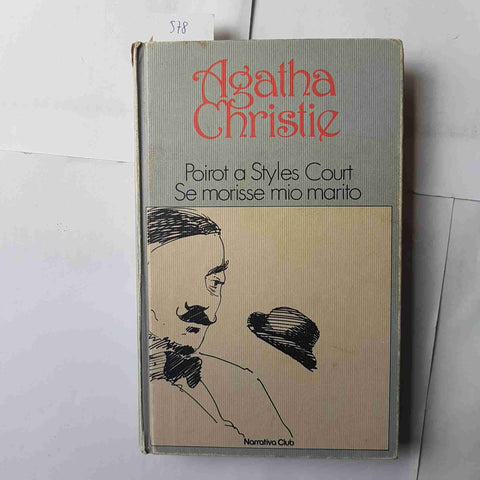 578
Agatha
Christie
Poirot a Styles Court
Se morisse mio marito
Narrativa Club